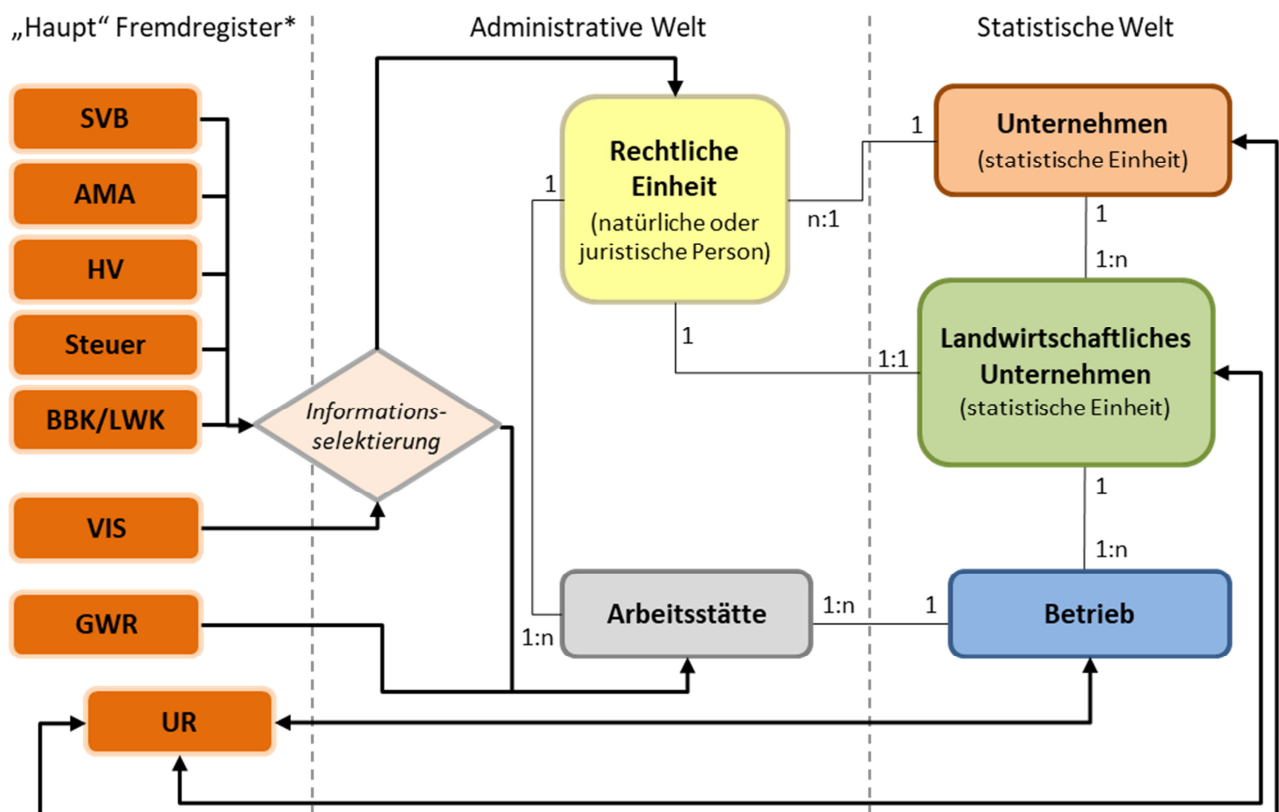 „Haupt“ Fremdregister*
Administrative Welt
Statistische Welt
SVB
AMA
HV
Steuer
BBK/LWK
VIS
GWR
UR
Informations-
selektierung
Rechtliche
Einheit
(natürliche oder
juristische Person)
1
n:1
1
1
1:1
1:n
Arbeitsstätte
1:n
1
Unternehmen
(statistische Einheit)
1
1:n
Landwirtschaftliches
Unternehmen
(statistische Einheit)
1
1:n
Betrieb